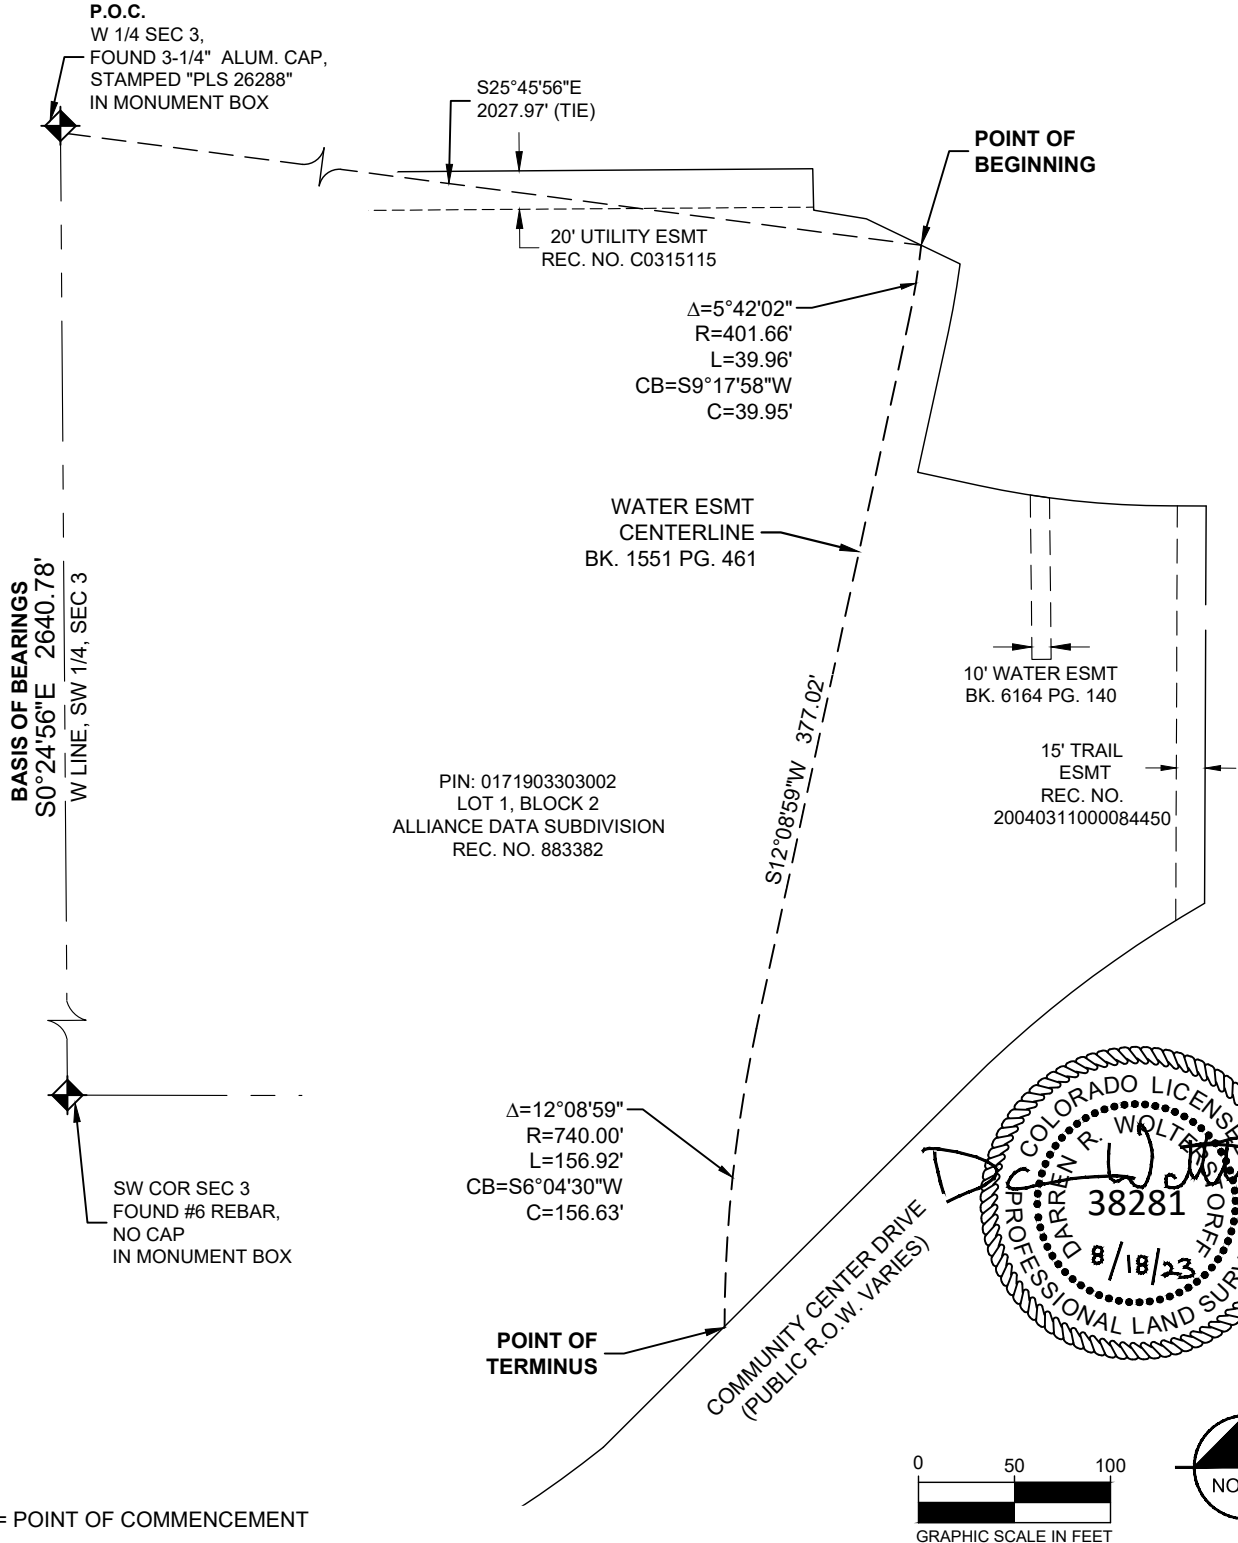 P.O.C.
W 1/4 SEC 3,
FOUND 3-1/4" ALUM. CAP,
STAMPED "PLS 26288"
IN MONUMENT BOX
S25°45'56"E
2027.97' (TIE)
POINT OF
BEGINNING
20' UTILITY ESMT
REC. NO. C0315115
Δ=5°42'02"
R=401.66'
L=39.96'
CB=S9°17'58"W
C=39.95'
WATER ESMT
CENTERLINE
BK. 1551 PG. 461
BASIS OF BEARINGS
S0°24'56"E 2640.78'
W LINE, SW 1/4, SEC 3
10' WATER ESMT
BK. 6164 PG. 140
S12°08'59"W 377.02'
15' TRAIL
ESMT
REC. NO.
20040311000084450
PIN: 0171903303002
LOT 1, BLOCK 2
ALLIANCE DATA SUBDIVISION
REC. NO. 883382
Δ=12°08'59"
R=740.00'
L=156.92'
CB=S6°04'30"W
C=156.63'
SW COR SEC 3
FOUND #6 REBAR,
NO CAP
IN MONUMENT BOX
COLORADO LICENSE
DARREN R. WOLTERSTORFF
38281
8/18/23
PROFESSIONAL LAND SURV
COMMUNITY CENTER DRIVE
(PUBLIC R.O.W. VARIES)
POINT OF
TERMINUS
0 50 100
GRAPHIC SCALE IN FEET
NO
= POINT OF COMMENCEMENT